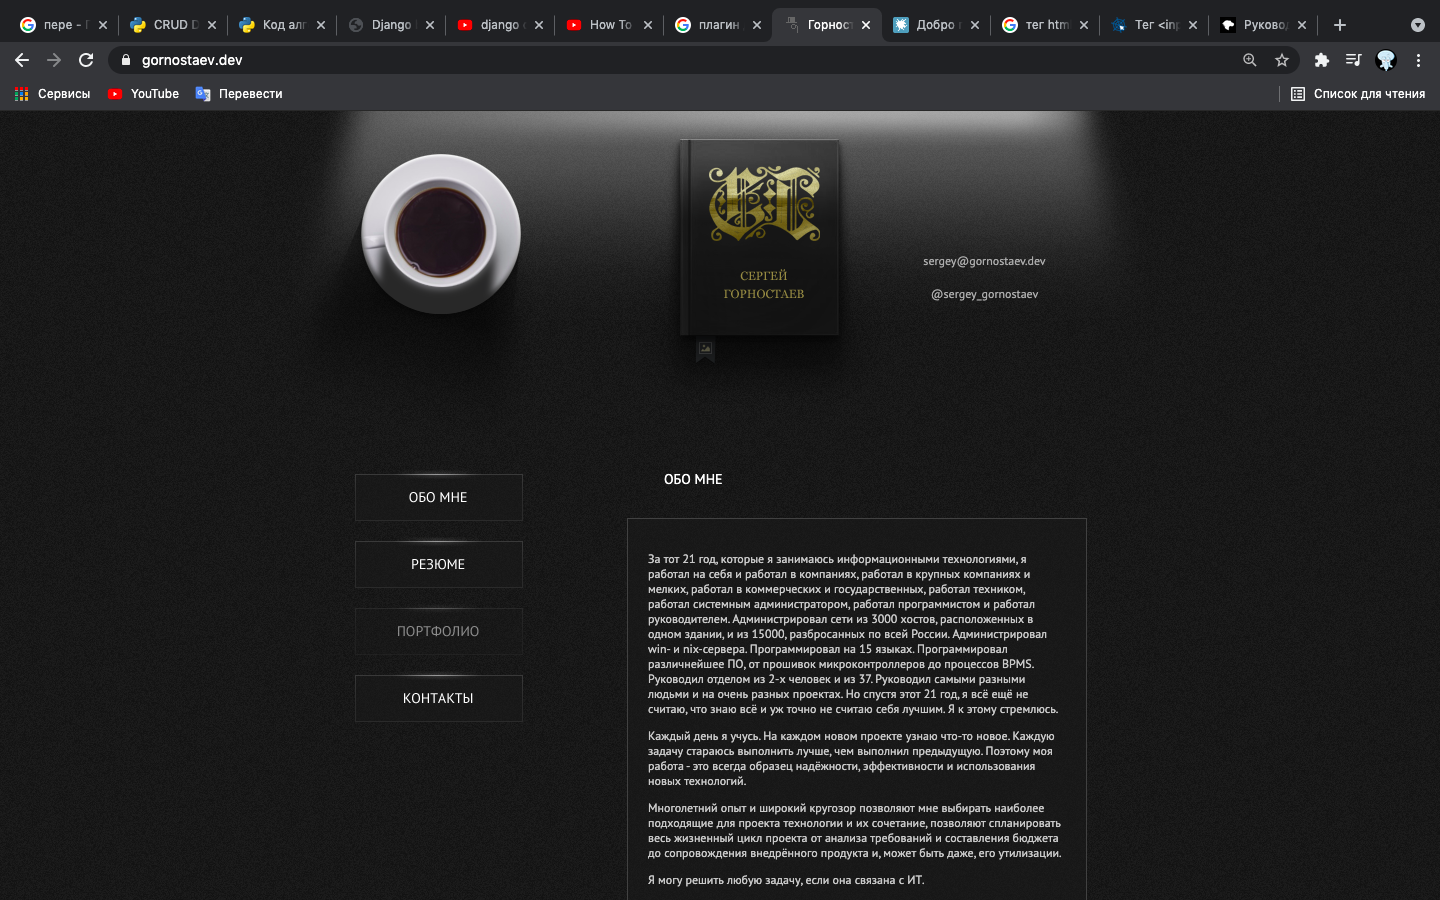 пере - 
CRUD D
Код алг
Django
django
How To
плагин
Горнос
Добро
тег htm
Тег <inp
Руково
gornostaev.dev
Сервисы
YouTube
Перевести
Список для чтения
СЕРГЕЙ
ГОРНОСТАЕВ
sergey@gornostaev.dev
@sergey_gornostaev
ОБО МНЕ
РЕЗЮМЕ
ПОРТФОЛИО
КОНТАКТЫ
ОБО МНЕ
За тот 21 год, которые я занимаюсь информационными технологиями, я
работал на себя и работал в компаниях, работал в крупных компаниях и
мелких, работал в коммерческих и государственных, работал техником,
работал системным администратором, работал программистом и работал
руководителем. Администрировал сети из 3000 хостов, расположенных в
одном здании, и из 15000, разбросанных по всей России. Администрировал
win- и nix-сервера. Программировал на 15 языках. Программировал
различнейшее ПО, от прошивок микроконтроллеров до процессов BPMS.
Руководил отделом из 2-х человек и из 37. Руководил самыми разными
людьми и на очень разных проектах. Но спустя этот 21 год, я всё ещё не
считаю, что знаю всё и уж точно не считаю себя лучшим. Я к этому стремлюсь.
Каждый день я учусь. На каждом новом проекте узнаю что-то новое. Каждую
задачу стараюсь выполнить лучше, чем выполнил предыдущую. Поэтому моя
работа - это всегда образец надёжности, эффективности и использования
новых технологий.
Многолетний опыт и широкий кругозор позволяют мне выбирать наиболее
подходящие для проекта технологии и их сочетание, позволяют спланировать
весь жизненный цикл проекта от анализа требований и составления бюджета
до сопровождения внедрённого продукта и, может быть даже, его утилизации.
Я могу решить любую задачу, если она связана с ИТ.